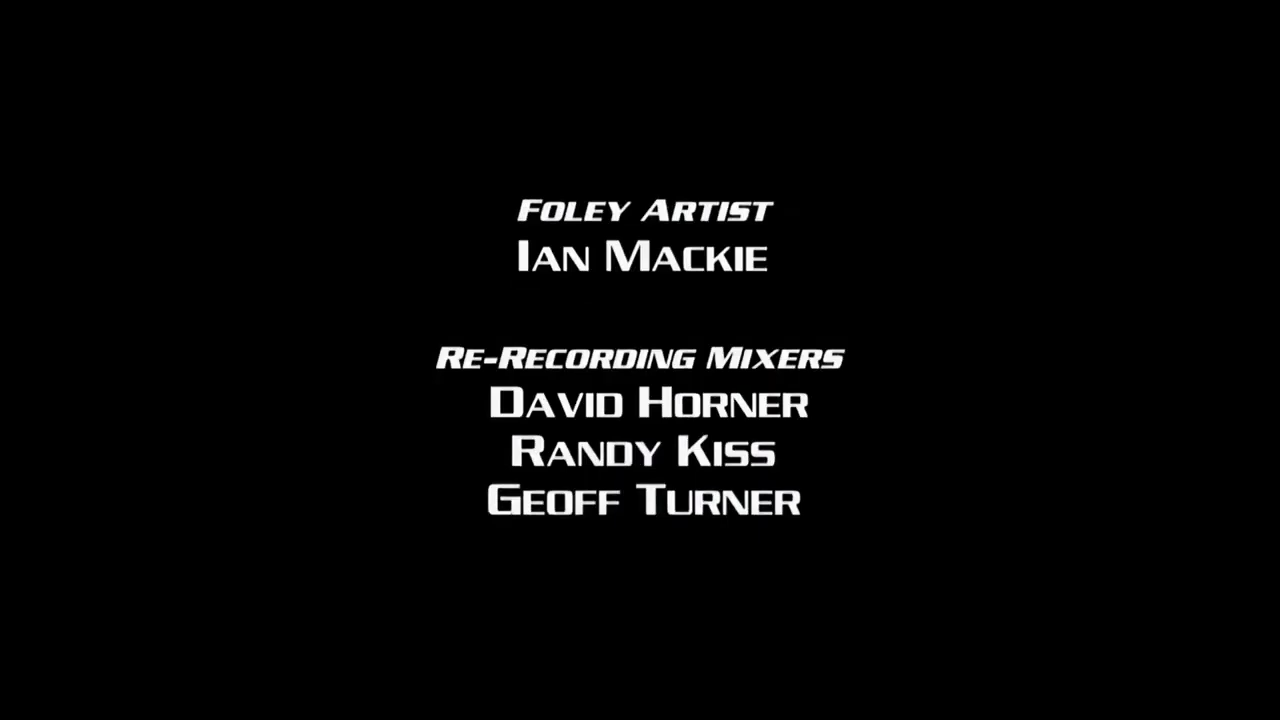 Foley Artist
Ian Mackie
Re-Recording Mixers
David Horner
Randy Kiss
Geoff Turner